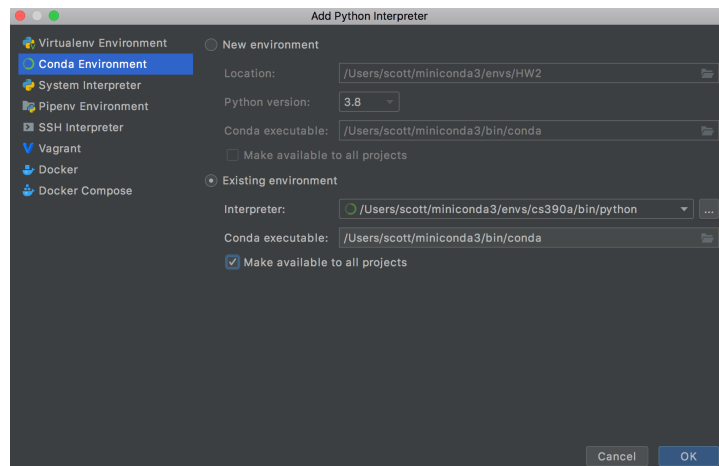 Add Python Interpreter
Virtualenv Environment
Conda Environment
System Interpreter
Pipenv Environment
SSH Interpreter
Vagrant
Docker
Docker Compose
New environment
Location: /Users/scott/miniconda3/envs/HW2
Python version: 3.8
Conda executable: /Users/scott/miniconda3/bin/conda
Make available to all projects
Existing environment
Interpreter: /Users/scott/miniconda3/envs/cs390a/bin/python ...
Conda executable: /Users/scott/miniconda3/bin/conda
Make available to all projects
Cancel OK